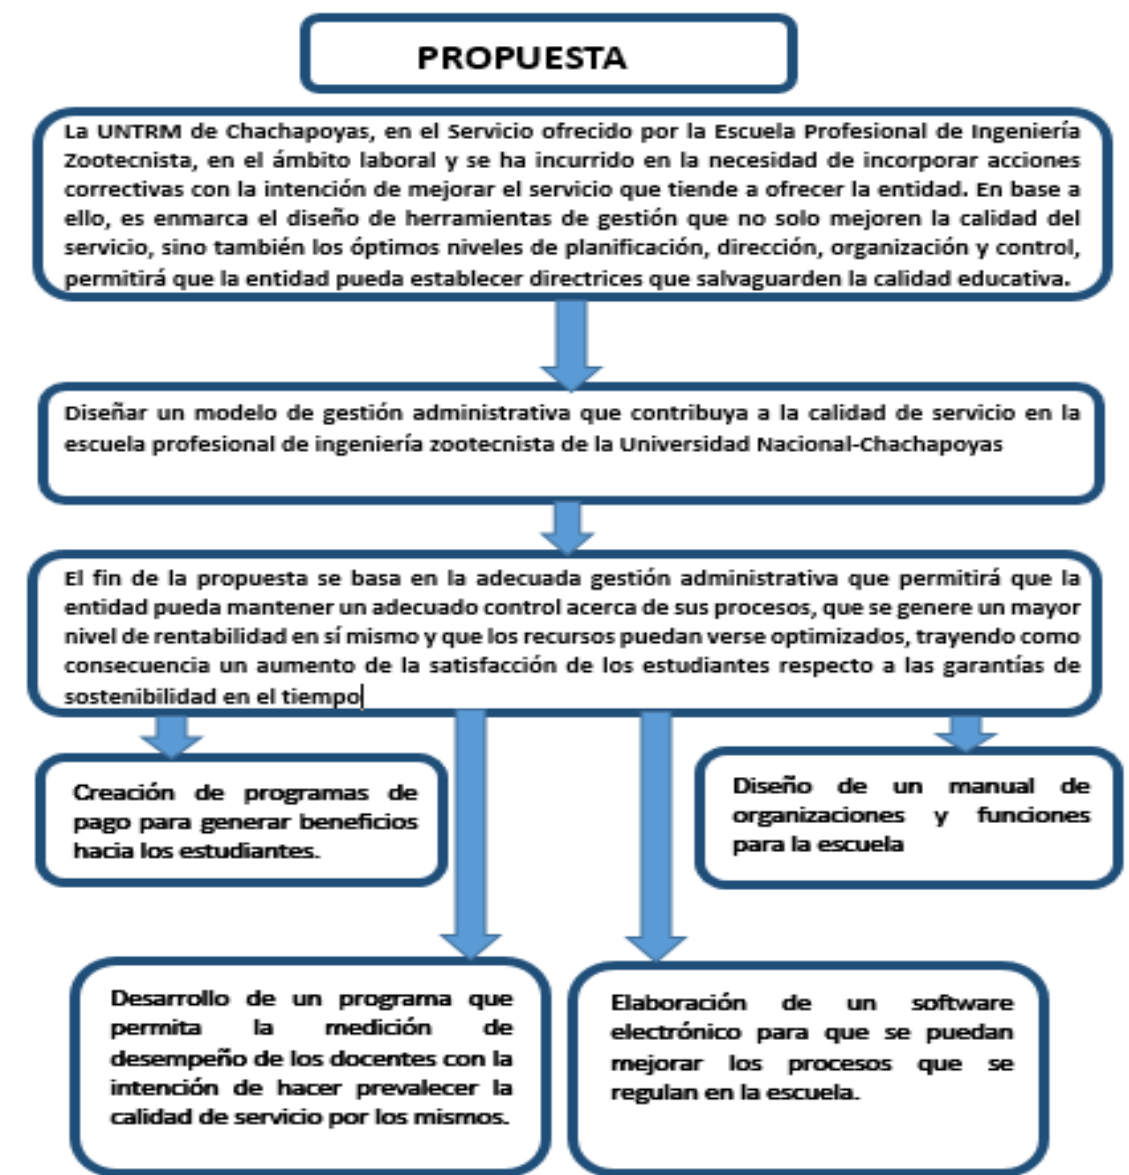 PROPUESTA
La UNTRM de Chachapoyas, en el Servicio ofrecido por la Escuela Profesional de Ingeniería
Zootecnista, en el ámbito laboral y se ha incurrido en la necesidad de incorporar acciones
correctivas con la intención de mejorar el servicio que tiende a ofrecer la entidad. En base a
ello, es enmarca el diseño de herramientas de gestión que no solo mejoren la calidad del
servicio, sino también los óptimos niveles de planificación, dirección, organización y control,
permitirá que la entidad pueda establecer directrices que salvaguarden la calidad educativa.
Diseñar un modelo de gestión administrativa que contribuya a la calidad de servicio en la
escuela profesional de ingeniería zootecnista de la Universidad Nacional-Chachapoyas
El fin de la propuesta se basa en la adecuada gestión administrativa que permitirá que la
entidad pueda mantener un adecuado control acerca de sus procesos, que se genere un mayor
nivel de rentabilidad en sí mismo y que los recursos puedan verse optimizados, trayendo como
consecuencia un aumento de la satisfacción de los estudiantes respecto a las garantías de
sostenibilidad en el tiempo
Creación de programas de
pago para generar beneficios
hacia los estudiantes.
Diseño de un manual de
organizaciones y funciones
para la escuela
Desarrollo de un programa que
permita la medición de
desempeño de los docentes con la
intención de hacer prevalecer la
calidad de servicio por los mismos.
Elaboración de un software
electrónico para que se puedan
mejorar los procesos que se
regulan en la escuela.